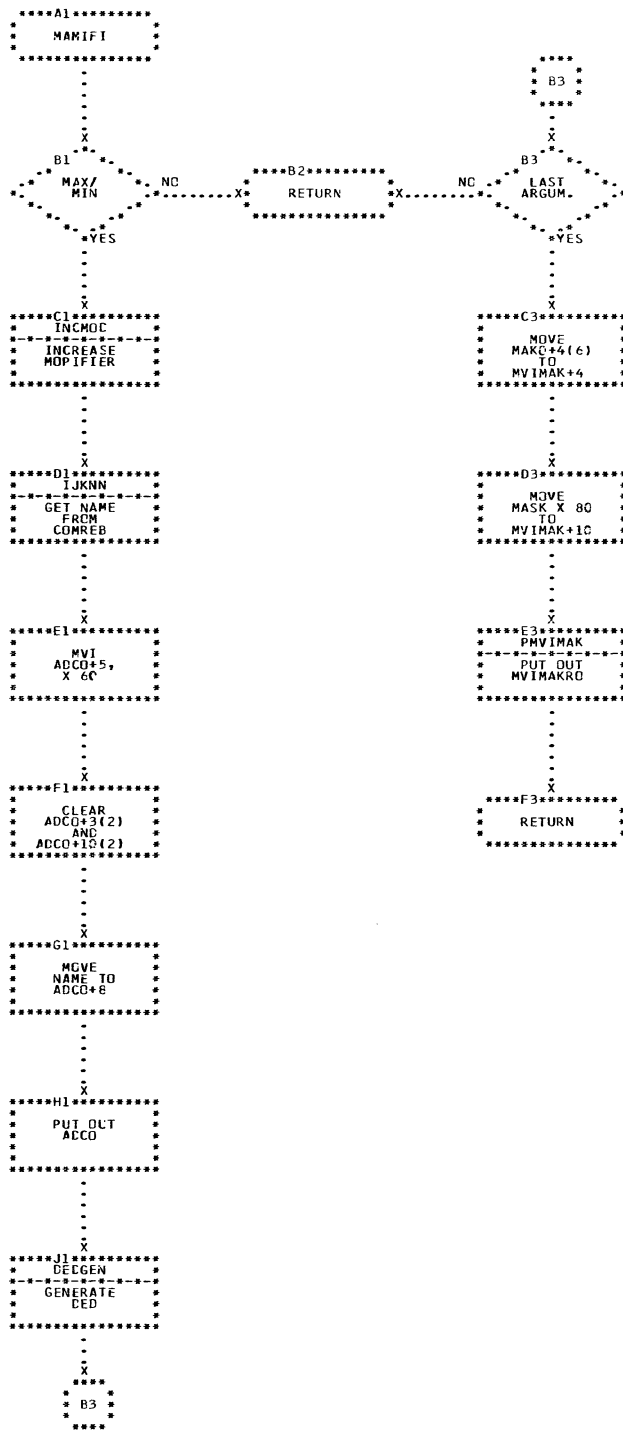 A1
MAMIFI
B3
B1
MAX/
MIN
NO
B2
RETURN
NO
B3
LAST
ARGUM.
YES
YES
C1
INCMOC
INCREASE
MOPIFIER
C3
MOVE
MAKO+4(6)
TO
MVIMAK+4
D1
IJKNN
GET NAME
FROM
COMREB
D3
MOVE
MASK X 80
TO
MVIMAK+10
E1
MVI
ADCO+5,
X 60
E3
PMVIMAK
PUT OUT
MVIMAKRO
F1
CLEAR
ADCO+3(2)
AND
ADCO+10(2)
F3
RETURN
G1
MOVE
NAME TO
ADCO+8
H1
PUT OUT
ADCO
J1
DEDGEN
GENERATE
DED
B3